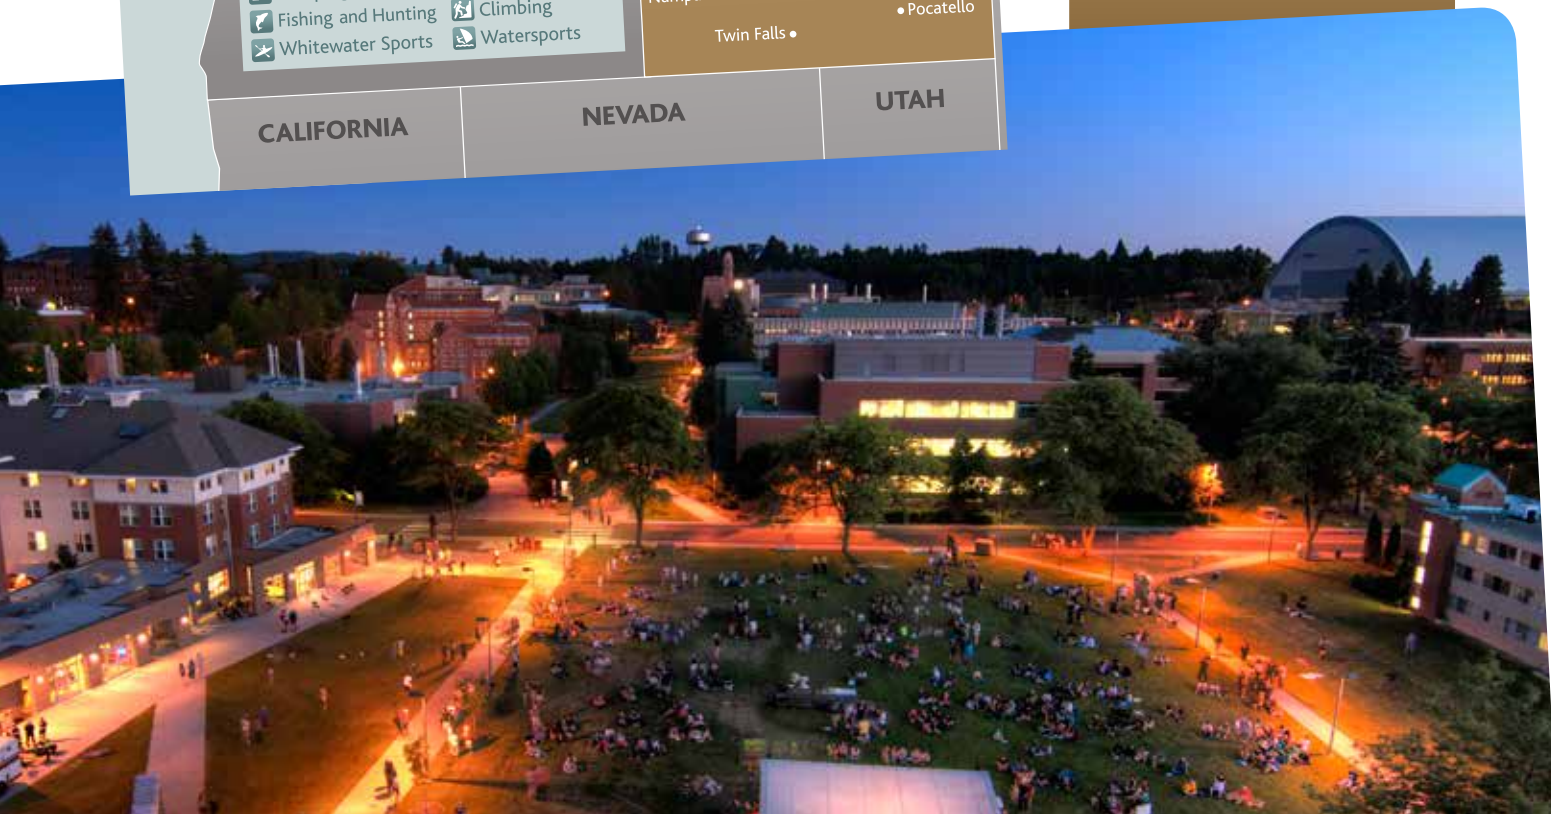 Fishing and Hunting
Climbing
Whitewater Sports
Watersports
Pocatello
Twin Falls
CALIFORNIA
NEVADA
UTAH